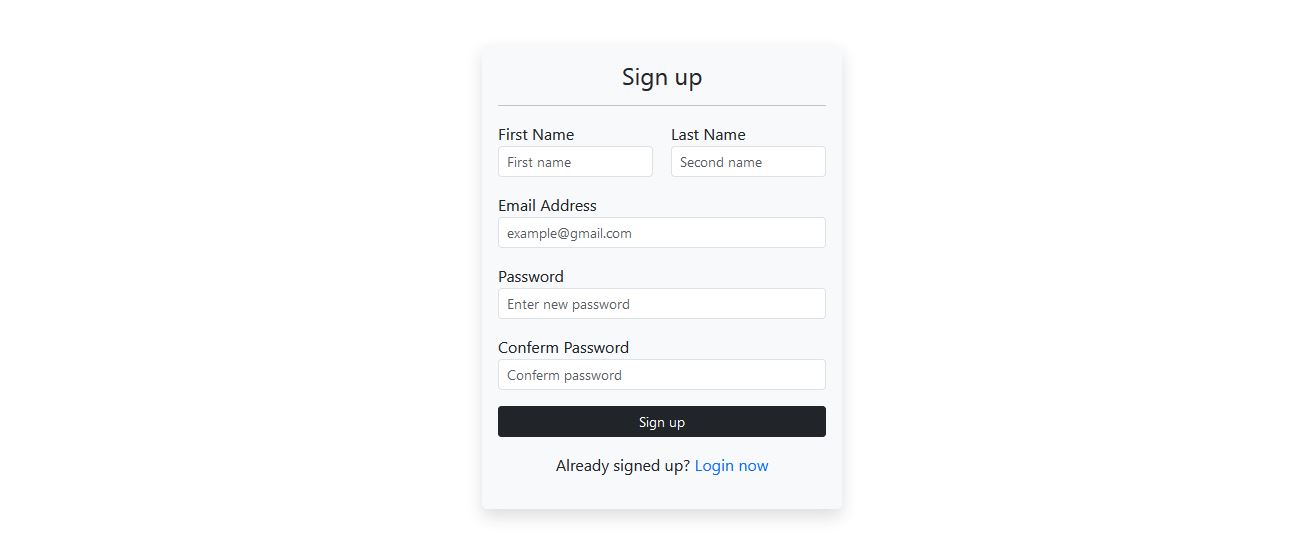 Sign up
First Name Last Name
First name Second name
Email Address
example@gmail.com
Password
Enter new password
Conferm Password
Conferm password
Sign up
Already signed up? Login now